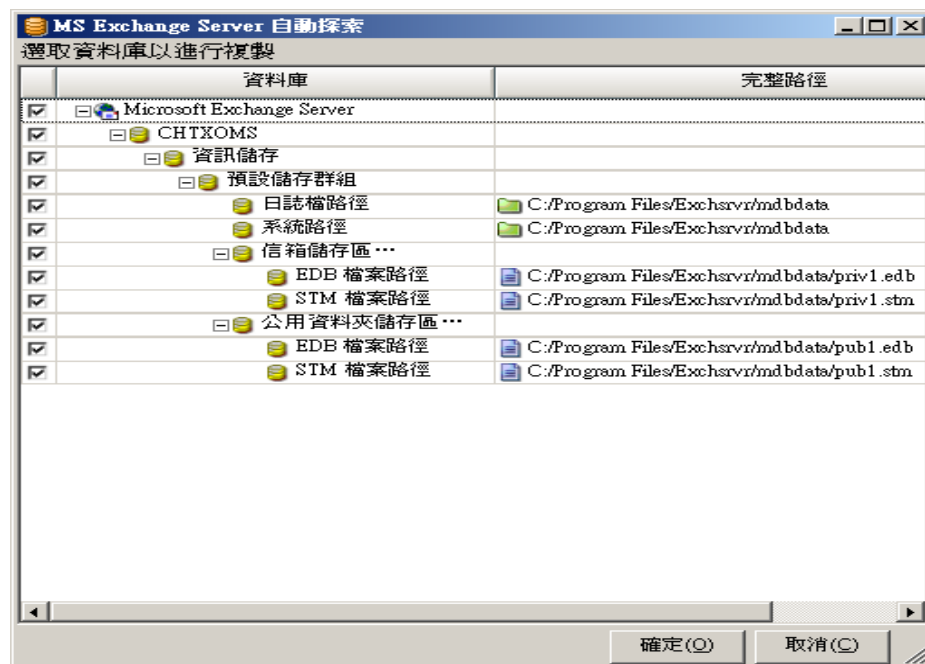 MS Exchange Server 自動探索
選取資料庫以進行複製
資料庫 完整路徑
Microsoft Exchange Server
CHTXOMS
資訊儲存
預設儲存群組
日誌檔路徑 C:/Program Files/Exchsrvr/mdbdata
系統路徑 C:/Program Files/Exchsrvr/mdbdata
信箱儲存區…
EDB 檔案路徑 C:/Program Files/Exchsrvr/mdbdata/priv1.edb
STM 檔案路徑 C:/Program Files/Exchsrvr/mdbdata/priv1.stm
公用資料夾儲存區…
EDB 檔案路徑 C:/Program Files/Exchsrvr/mdbdata/pub1.edb
STM 檔案路徑 C:/Program Files/Exchsrvr/mdbdata/pub1.stm
確定(O) 取消(C)